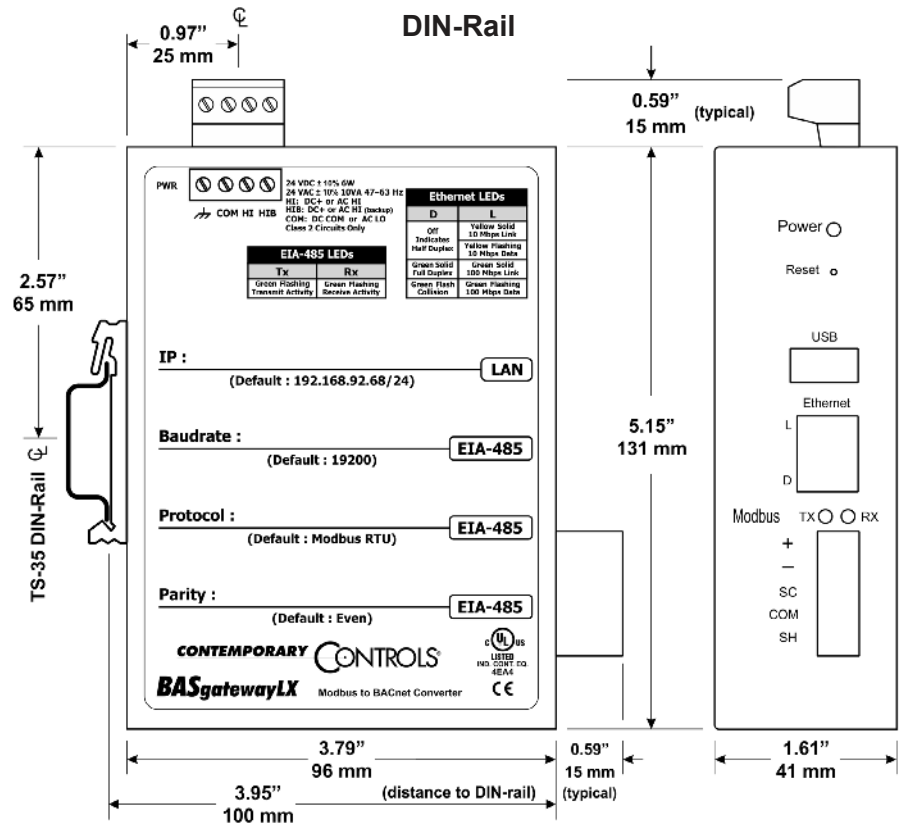 DIN-Rail
0.97”
25 mm
℄
0.59”
15 mm
(typical)
PWR
COM HI HIB
24 VDC ± 10% 6W
24 VAC ± 10% 10VA 47–63 Hz
HI: DC+ or AC HI
HIB: DC+ or AC HI (backup)
COM: DC COM or AC LO
Class 2 Circuits Only
Ethernet LEDs
D L
Off
Indicates
Half Duplex
Yellow Solid
10 Mbps Link
Yellow Flashing
10 Mbps Data
Green Solid
Full Duplex
Green Solid
100 Mbps Link
Green Flash
Collision
Green Flashing
100 Mbps Data
EIA-485 LEDs
Tx Rx
Green Flashing
Transmit Activity
Green Flashing
Receive Activity
2.57”
65 mm
TS-35 DIN-Rail ℄
IP :
LAN
(Default : 192.168.92.68/24)
Baudrate :
EIA-485
(Default : 19200)
Protocol :
EIA-485
(Default : Modbus RTU)
Parity :
EIA-485
(Default : Even)
CONTEMPORARY CONTROLS®
BASgatewayLX Modbus to BACnet Converter
C UL US
LISTED
IND. CONT. EQ.
4EA4
CE
5.15”
131 mm
Power
Reset
USB
Ethernet
L
D
Modbus TX RX
+
–
SC
COM
SH
3.79”
96 mm
0.59”
15 mm
(typical)
3.95”
100 mm
(distance to DIN-rail)
1.61”
41 mm